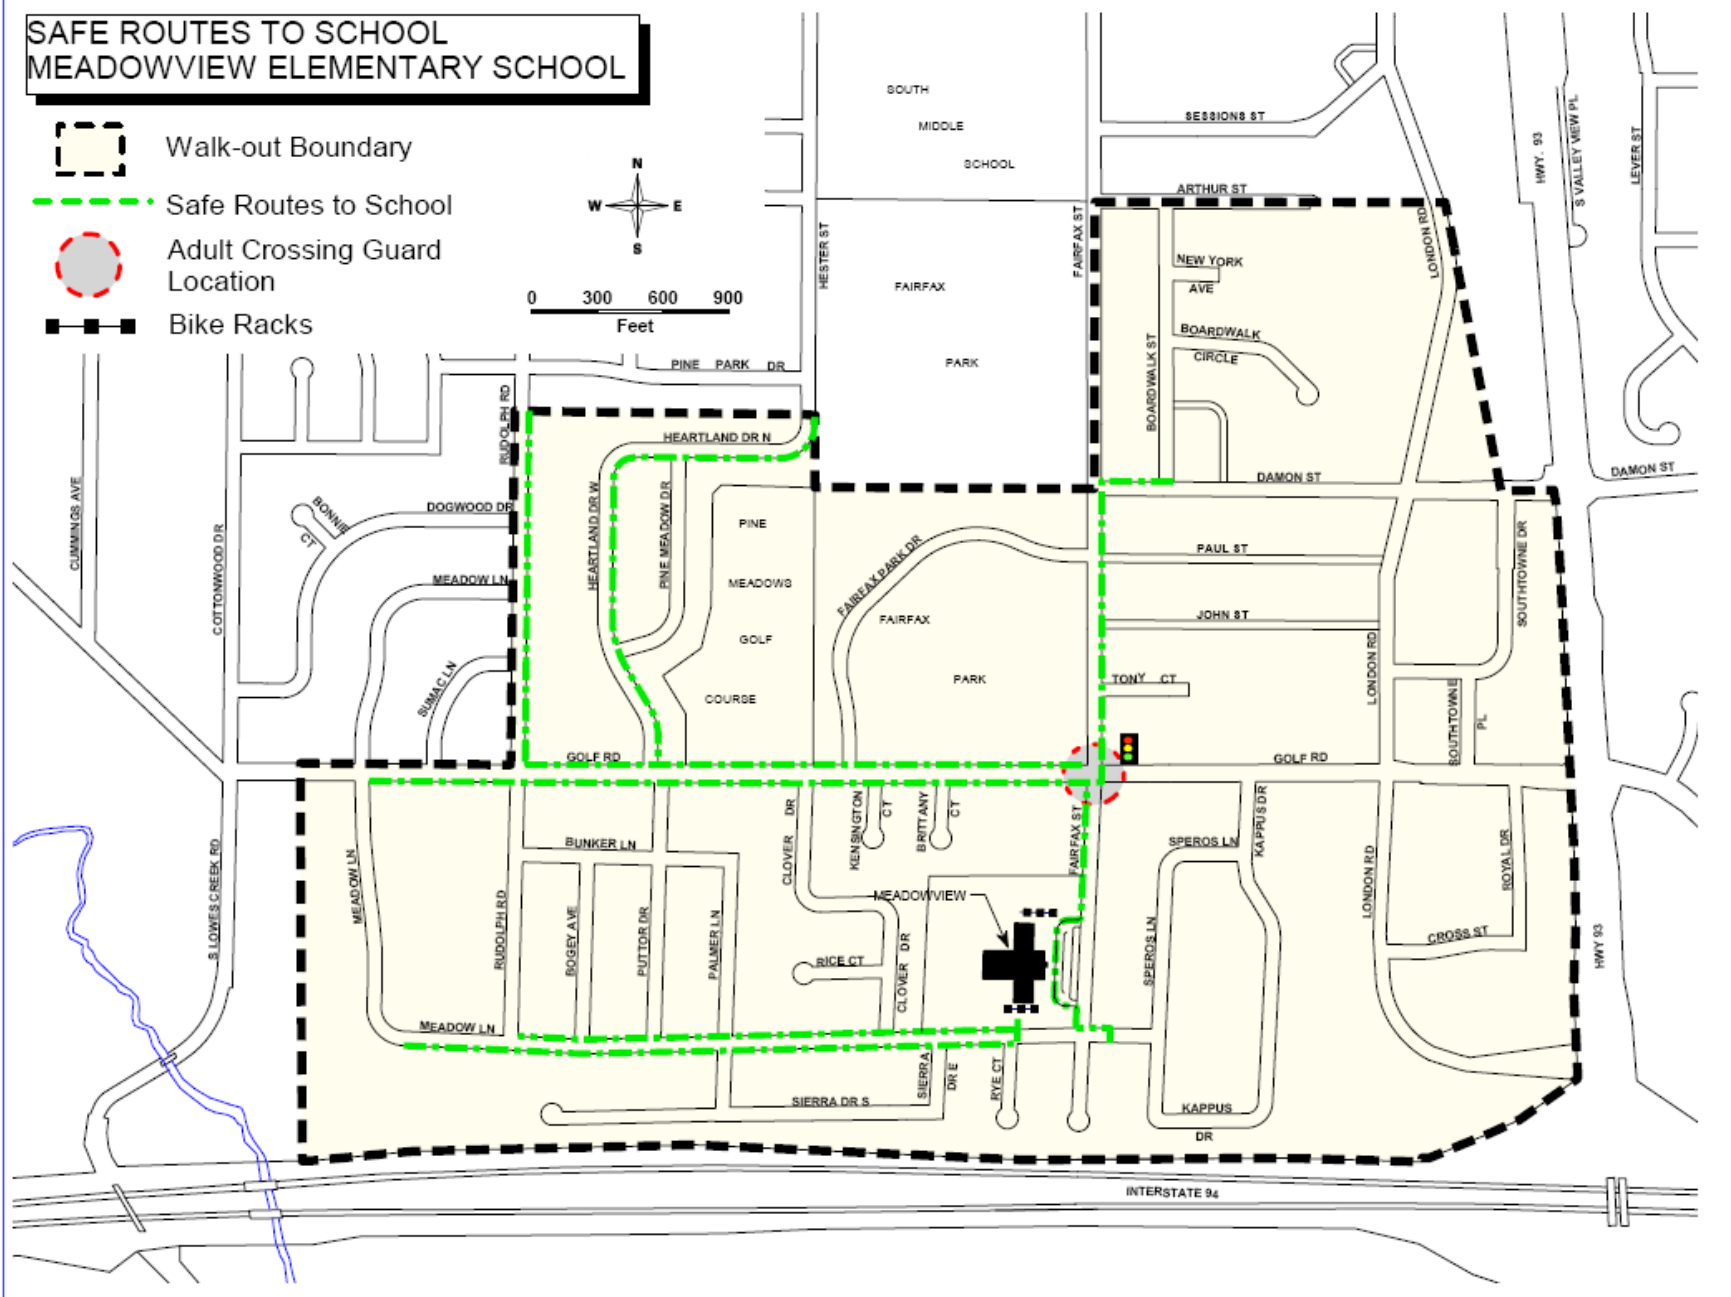 SAFE ROUTES TO SCHOOL
MEADOWVIEW ELEMENTARY SCHOOL
Walk-out Boundary
Safe Routes to School
Adult Crossing Guard
Location
Bike Racks
N
W E
S
0 300 600 900
Feet
SOUTH
MIDDLE
SCHOOL
SESSIONS ST
ARTHUR ST
HWY. 93
S VALLEY VIEW PL
LEVER ST
HESTER ST
FAIRFAX ST
LONDON RD
FAIRFAX
PARK
NEW YORK
AVE
BOARDWALK
CIRCLE
BOARDWALK ST
PINE PARK DR
RUDOLPH RD
HEARTLAND DR N
DAMON ST
DAMON ST
CUMMINGS AVE
COTTONWOOD DR
BONNIE
CT
DOGWOOD DR
HEARTLAND DR W
PINE MEADOW DR
PINE
MEADOWS
GOLF
COURSE
FAIRFAX PARK DR
FAIRFAX
PARK
PAUL ST
JOHN ST
SOUTHTOWNE DR
MEADOW LN
SUMAC LN
TONY CT
LONDON RD
SOUTHTOWNE
PL
GOLF RD
GOLF RD
S LOWES CREEK RD
MEADOW LN
RUDOLPH RD
BUNKER LN
BOGEY AVE
PUTTOR DR
PALMER LN
CLOVER DR
KENSINGTON
CT
BRITTANY
CT
FAIRFAX ST
SPEROS LN
KAPPUS DR
LONDON RD
ROYAL DR
MEADOWVIEW
CROSS ST
HWY 93
RICE CT
CLOVER DR
SPEROS LN
MEADOW LN
SIERRA
DR E
RYE CT
SIERRA DR S
KAPPUS
DR
INTERSTATE 94